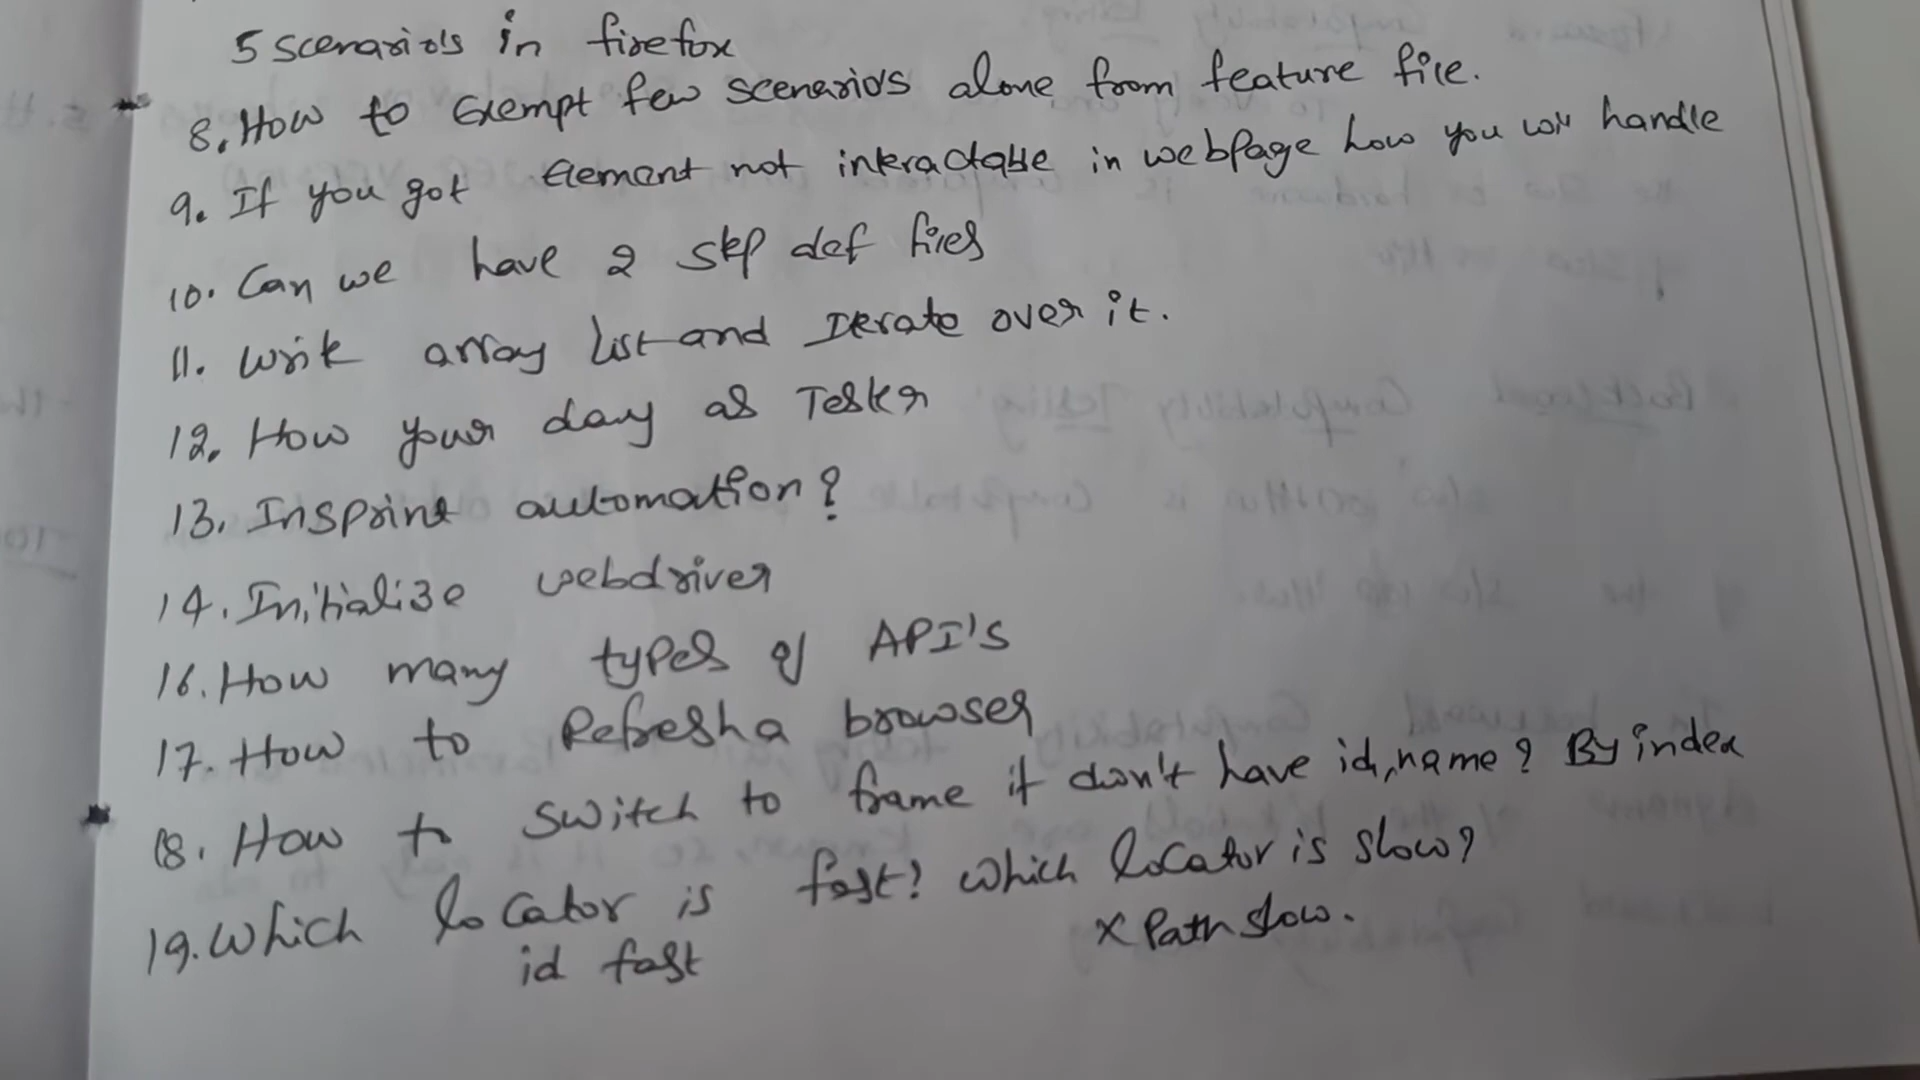 5 scenario's in firefox
* 8. How to Exempt few scenario's alone from feature file.
9. If you got Element not interactable in webpage how you will handle
10. Can we have 2 step def files
11. Write array list and Iterate over it.
12. How your day as Tester
13. Insprint automation?
14. Initialize webdriver
16. How many types of API's
17. How to Refresh a browser
* 18. How to switch to frame if don't have id, name? By index
19. Which locator is fast? which locator is slow?
id fast xPath slow.